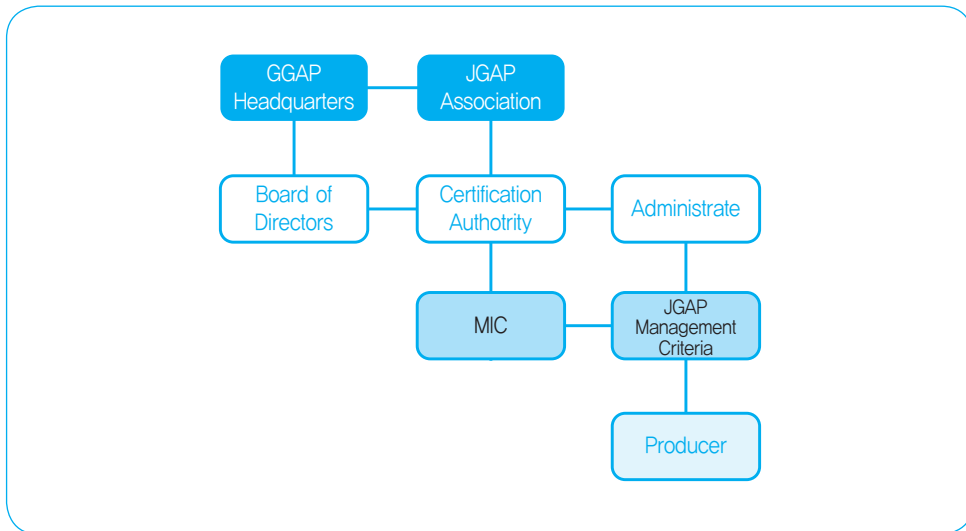 GGAP
Headquarters
JGAP
Association
Board of
Directors
Certification
Authotrity
Administrate
MIC
JGAP
Management
Criteria
Producer